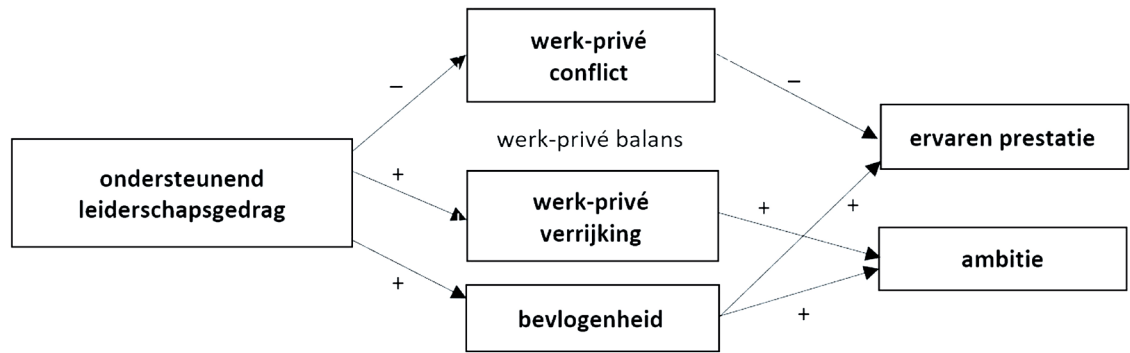 werk-privé
conflict
–
–
werk-privé balans
ervaren prestatie
ondersteunend
leiderschapsgedrag
+
werk-privé
verrijking
+
+
ambitie
+
bevlogenheid
+